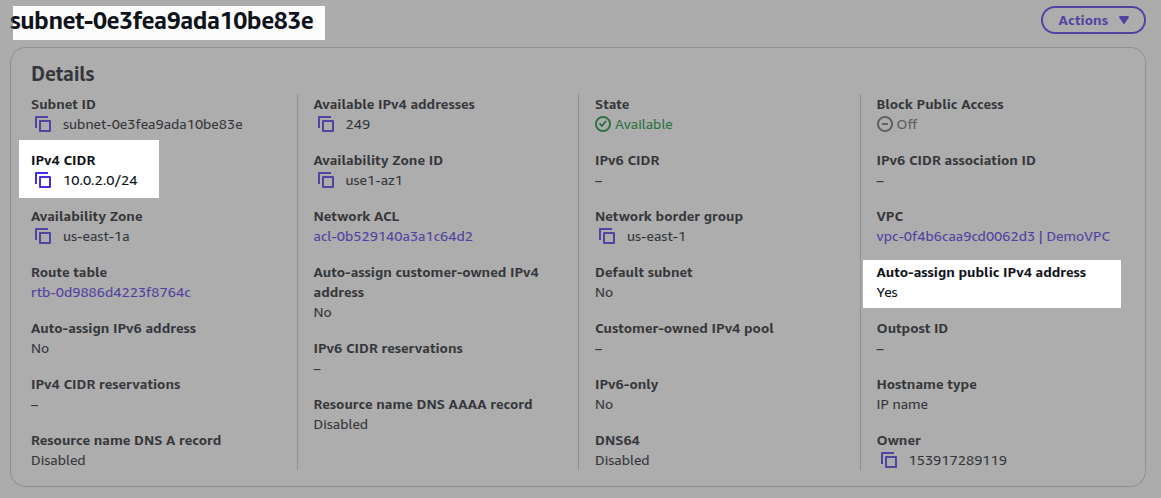 subnet-0e3fea9ada10be83e
Actions
Details
Subnet ID
subnet-0e3fea9ada10be83e
IPv4 CIDR
10.0.2.0/24
Availability Zone
us-east-1a
Route table
rtb-0d9886d4223f8764c
Auto-assign IPv6 address
No
IPv4 CIDR reservations
–
Resource name DNS A record
Disabled
Available IPv4 addresses
249
Availability Zone ID
use1-az1
Network ACL
acl-0b529140a3a1c64d2
Auto-assign customer-owned IPv4
address
No
IPv6 CIDR reservations
–
Resource name DNS AAAA record
Disabled
State
Available
IPv6 CIDR
–
Network border group
us-east-1
Default subnet
No
Customer-owned IPv4 pool
–
IPv6-only
No
DNS64
Disabled
Block Public Access
Off
IPv6 CIDR association ID
–
VPC
vpc-0f4b6caa9cd0062d3 | DemoVPC
Auto-assign public IPv4 address
Yes
Outpost ID
–
Hostname type
IP name
Owner
153917289119